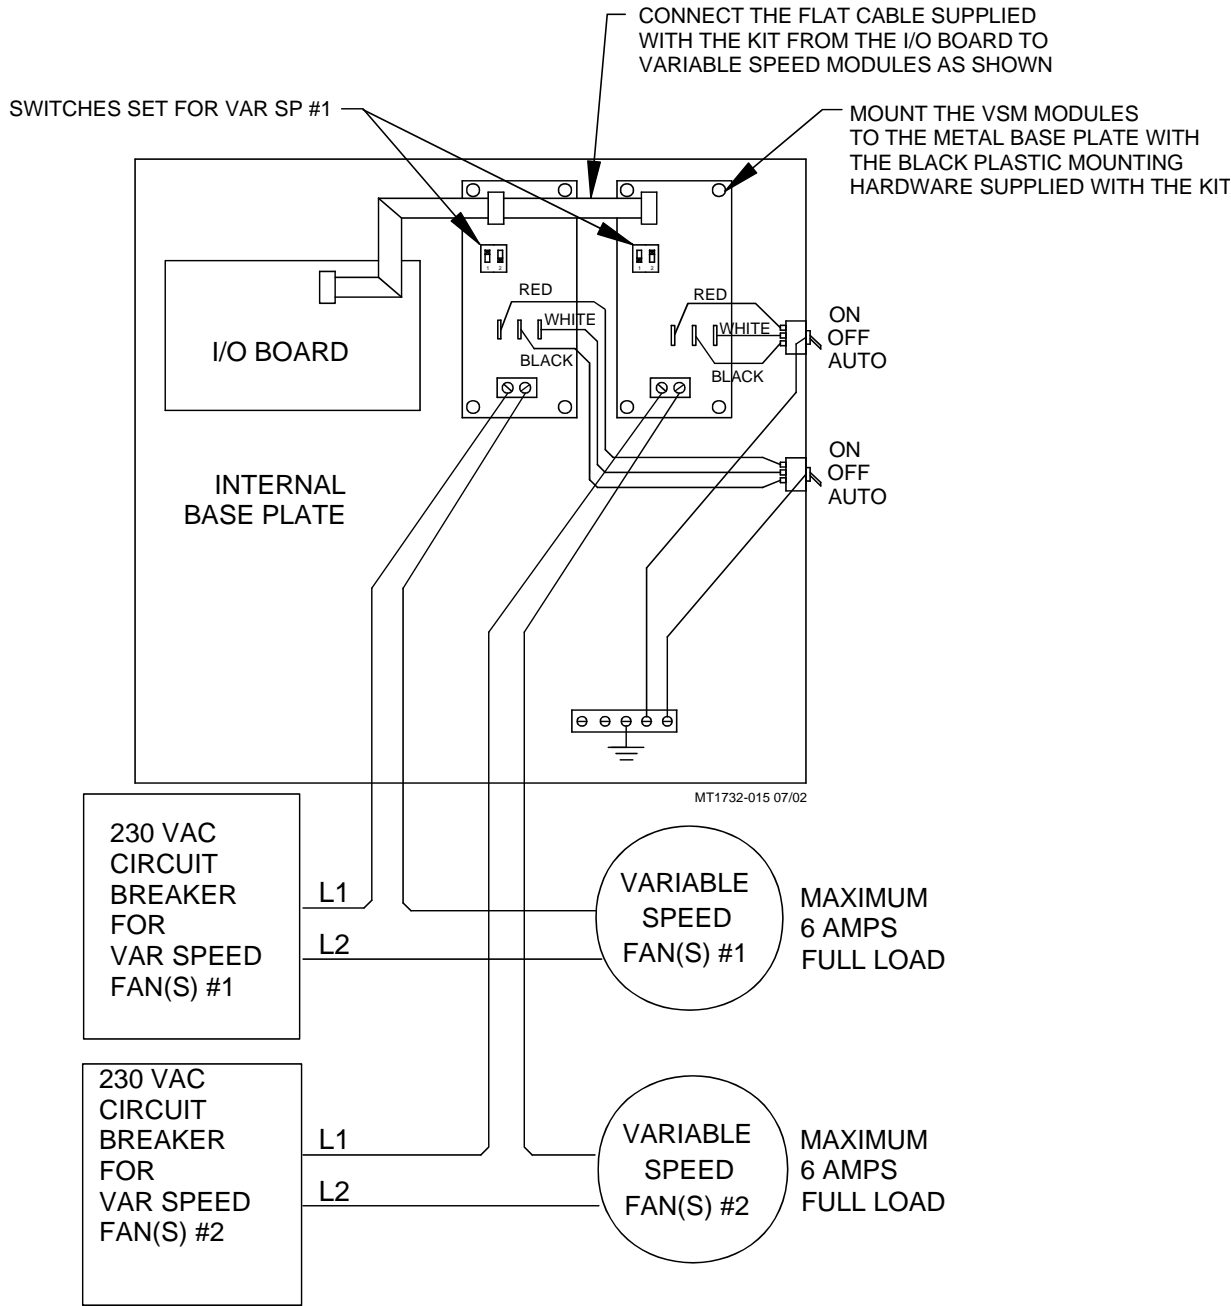 CONNECT THE FLAT CABLE SUPPLIED
WITH THE KIT FROM THE I/O BOARD TO
VARIABLE SPEED MODULES AS SHOWN
SWITCHES SET FOR VAR SP #1
MOUNT THE VSM MODULES
TO THE METAL BASE PLATE WITH
THE BLACK PLASTIC MOUNTING
HARDWARE SUPPLIED WITH THE KIT
1 2
1 2
RED
WHITE
BLACK
RED
WHITE
BLACK
ON
OFF
AUTO
I/O BOARD
ON
OFF
AUTO
INTERNAL
BASE PLATE
MT1732-015 07/02
230 VAC
CIRCUIT
BREAKER
FOR
VAR SPEED
FAN(S) #1
L1
L2
VARIABLE
SPEED
FAN(S) #1
MAXIMUM
6 AMPS
FULL LOAD
230 VAC
CIRCUIT
BREAKER
FOR
VAR SPEED
FAN(S) #2
L1
L2
VARIABLE
SPEED
FAN(S) #2
MAXIMUM
6 AMPS
FULL LOAD